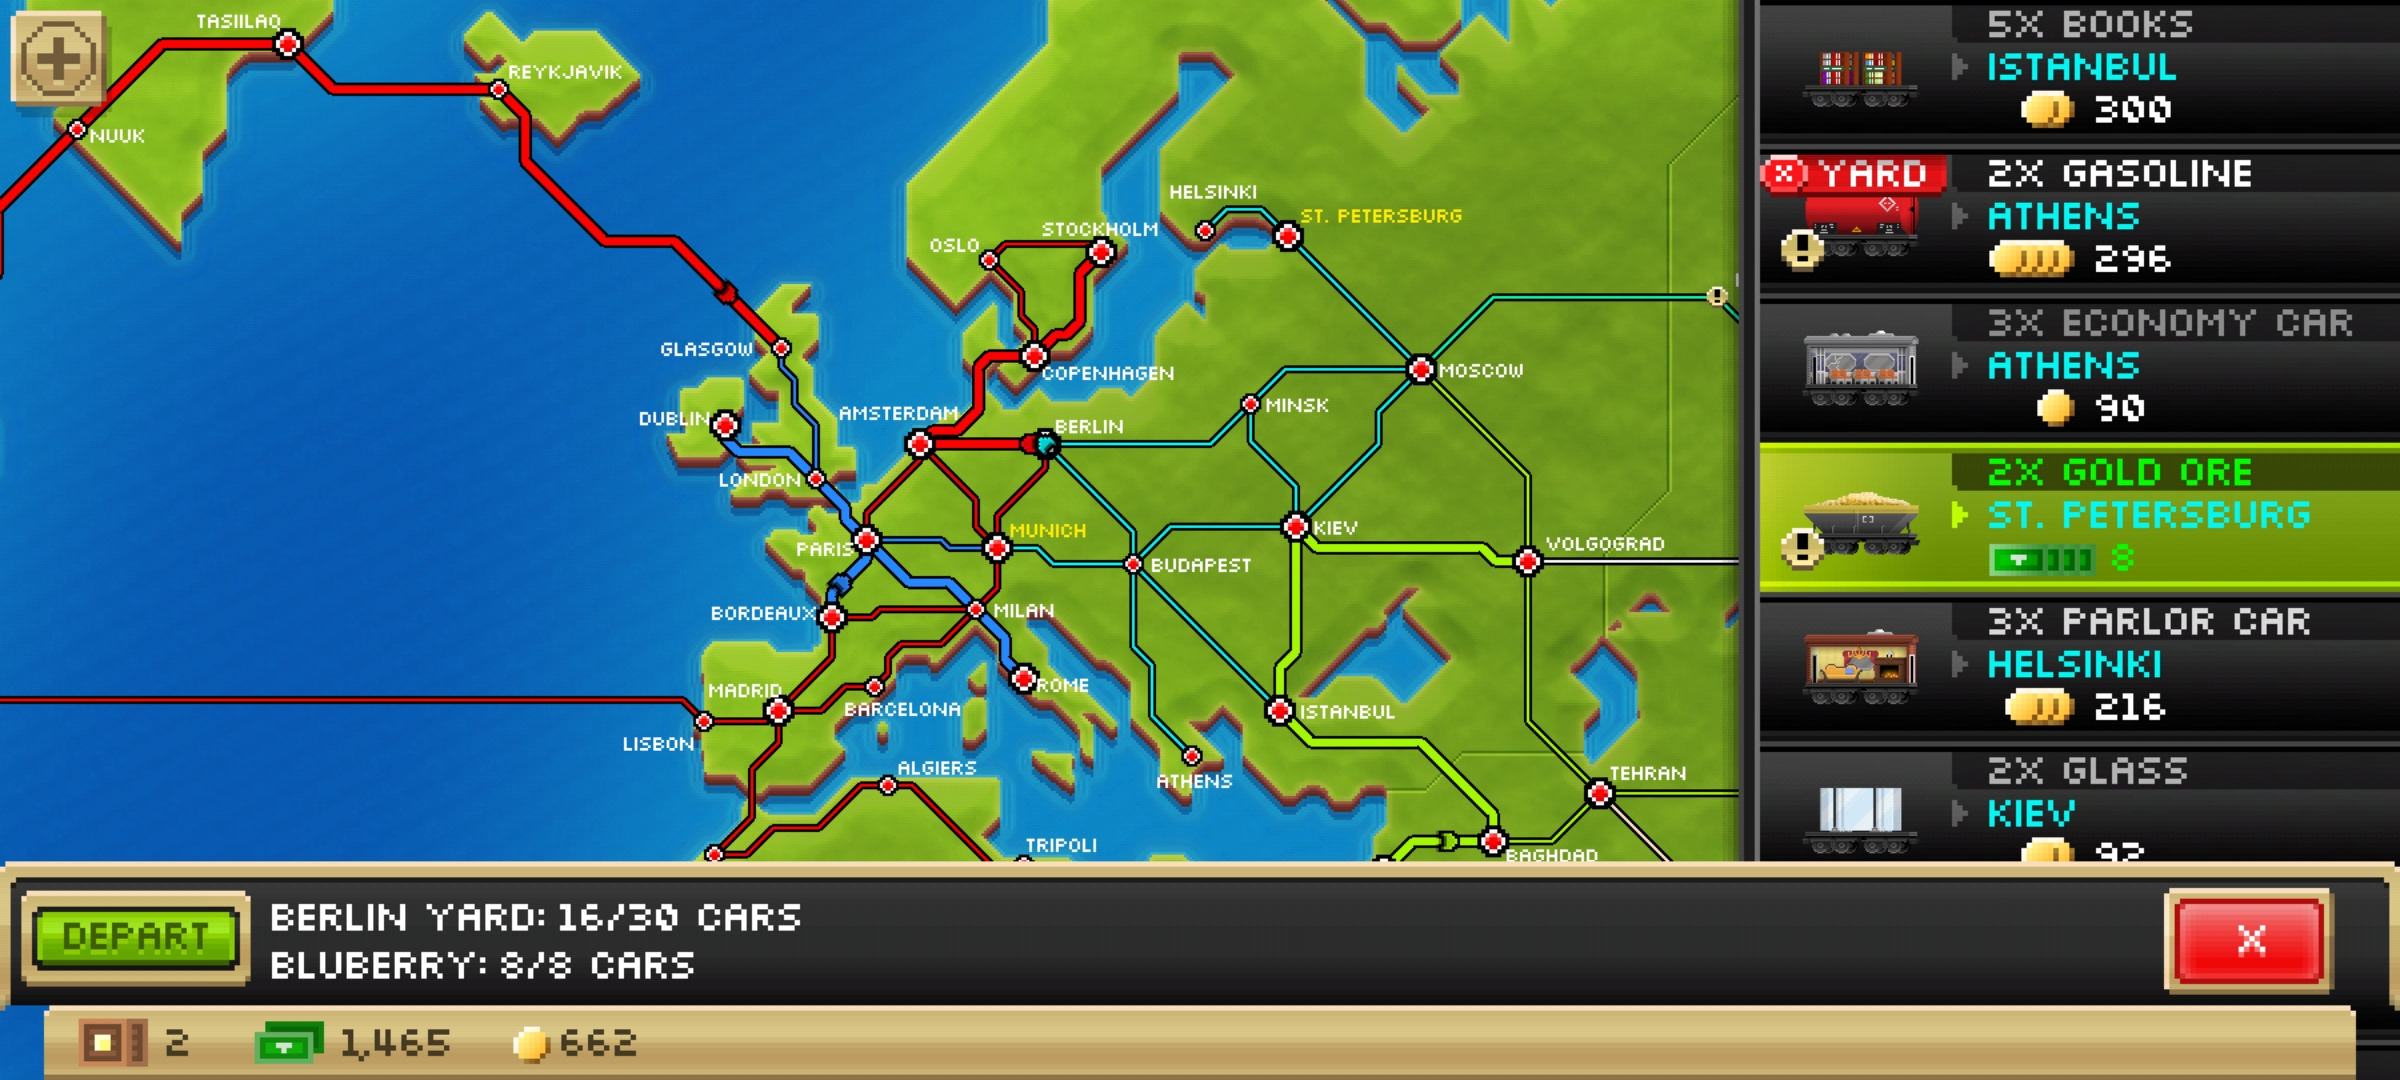 TASIILAQ
REYKJAVIK
NUUK
HELSINKI
ST. PETERSBURG
STOCKHOLM
OSLO
GLASGOW
COPENHAGEN
MOSCOW
DUBLIN
AMSTERDAM
BERLIN
MINSK
LONDON
MUNICH
KIEV
PARIS
BUDAPEST
VOLGOGRAD
BORDEAUX
MILAN
MADRID
ROME
BARCELONA
ISTANBUL
LISBON
ALGIERS
ATHENS
TEHRAN
TRIPOLI
BAGHDAD
5X BOOKS
ISTANBUL
300
YARD
2X GASOLINE
ATHENS
296
3X ECONOMY CAR
ATHENS
90
2X GOLD ORE
ST. PETERSBURG
8
3X PARLOR CAR
HELSINKI
216
2X GLASS
KIEV
92
DEPART
BERLIN YARD: 16/30 CARS
BLUBERRY: 8/8 CARS
X
2
1,465
662